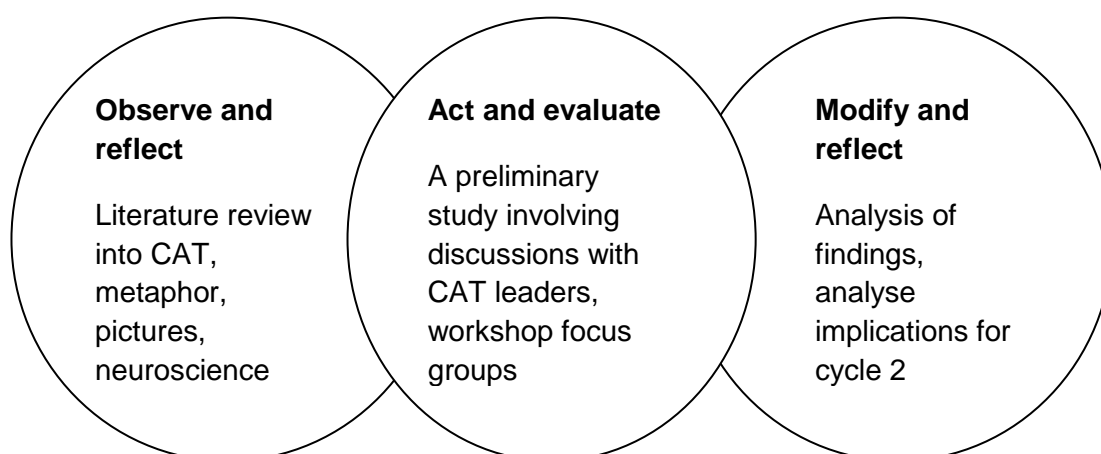 Observe and
reflect
Literature review
into CAT,
metaphor,
pictures,
neuroscience
Act and evaluate
A preliminary
study involving
discussions with
CAT leaders,
workshop focus
groups
Modify and
reflect
Analysis of
findings,
analyse
implications for
cycle 2